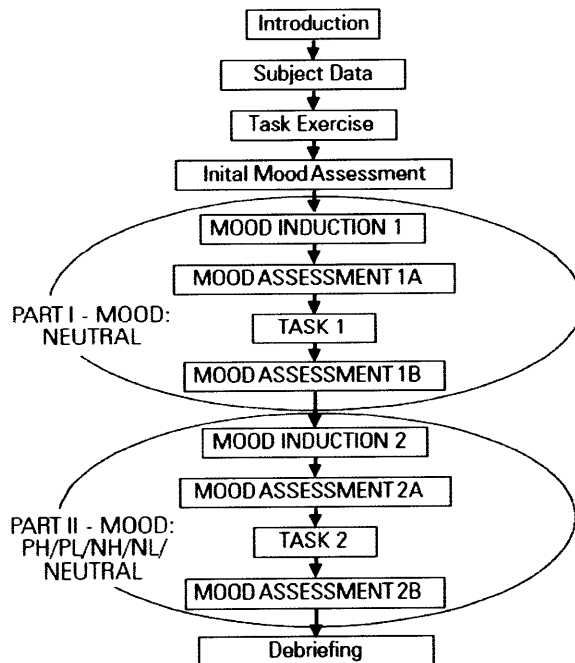 Introduction
Subject Data
Task Exercise
Inital Mood Assessment
MOOD INDUCTION 1
MOOD ASSESSMENT 1A
PART I - MOOD:
NEUTRAL
TASK 1
MOOD ASSESSMENT 1B
MOOD INDUCTION 2
MOOD ASSESSMENT 2A
PART II - MOOD:
PH/PL/NH/NL/
NEUTRAL
TASK 2
MOOD ASSESSMENT 2B
Debriefing